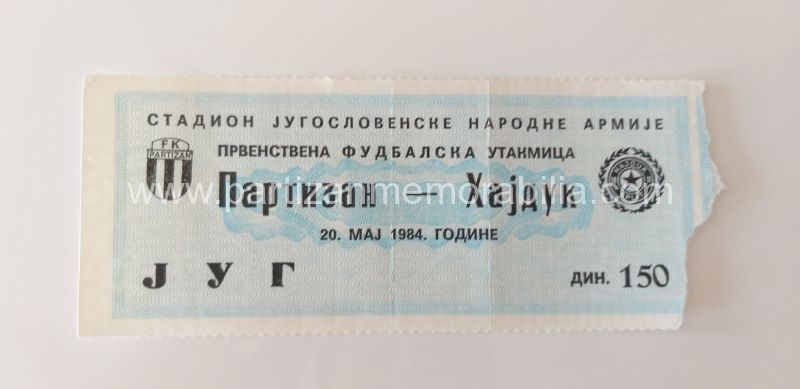 СТАДИОН ЈУГОСЛОВЕНСКЕ НАРОДНЕ АРМИЈЕ
FK
PARTIZAN
ПРВЕНСТВЕНА ФУДБАЛСКА УТАКМИЦА
www.partizanmemorabilia.com
Партизан — Хајдук
20. МАЈ 1984. ГОДИНЕ
ЈУГ
ДИН. 150